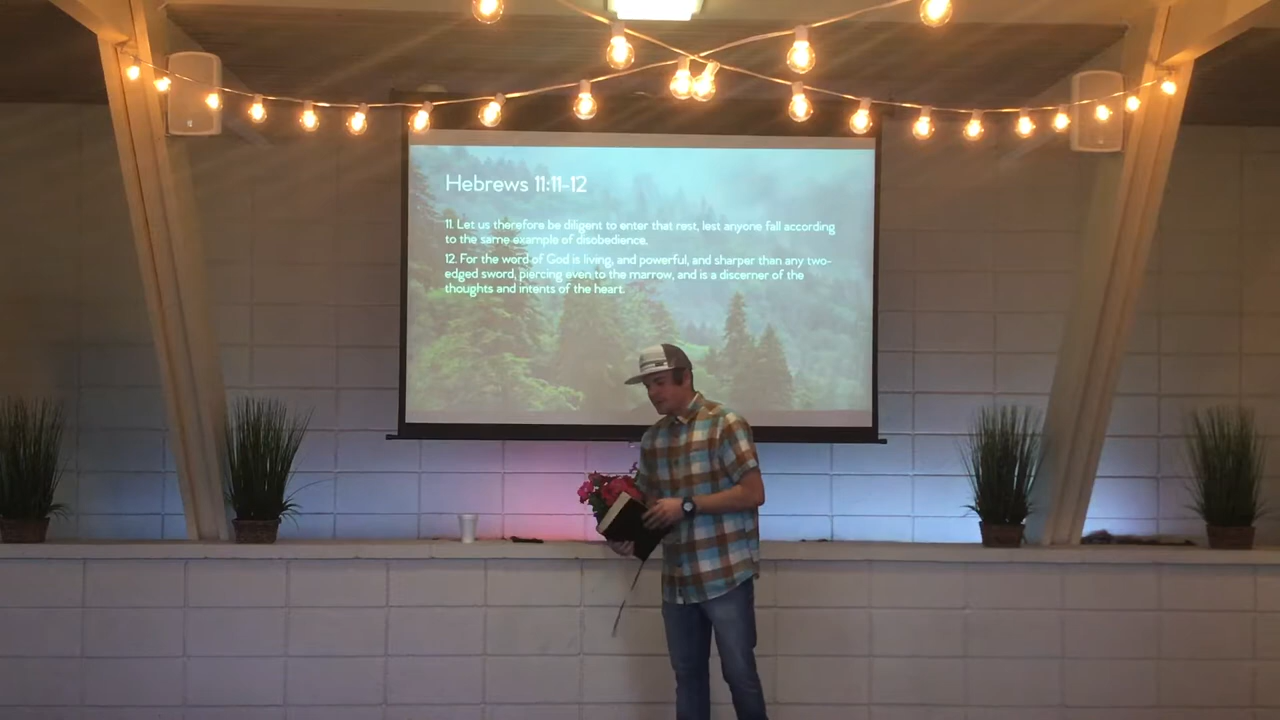 Hebrews 11:11-12
11. Let us therefore be diligent to enter that rest, lest anyone fall according
to the same example of disobedience.
12. For the word of God is living, and powerful, and sharper than any two-
edged sword, piercing even to the marrow, and is a discerner of the
thoughts and intents of the heart.